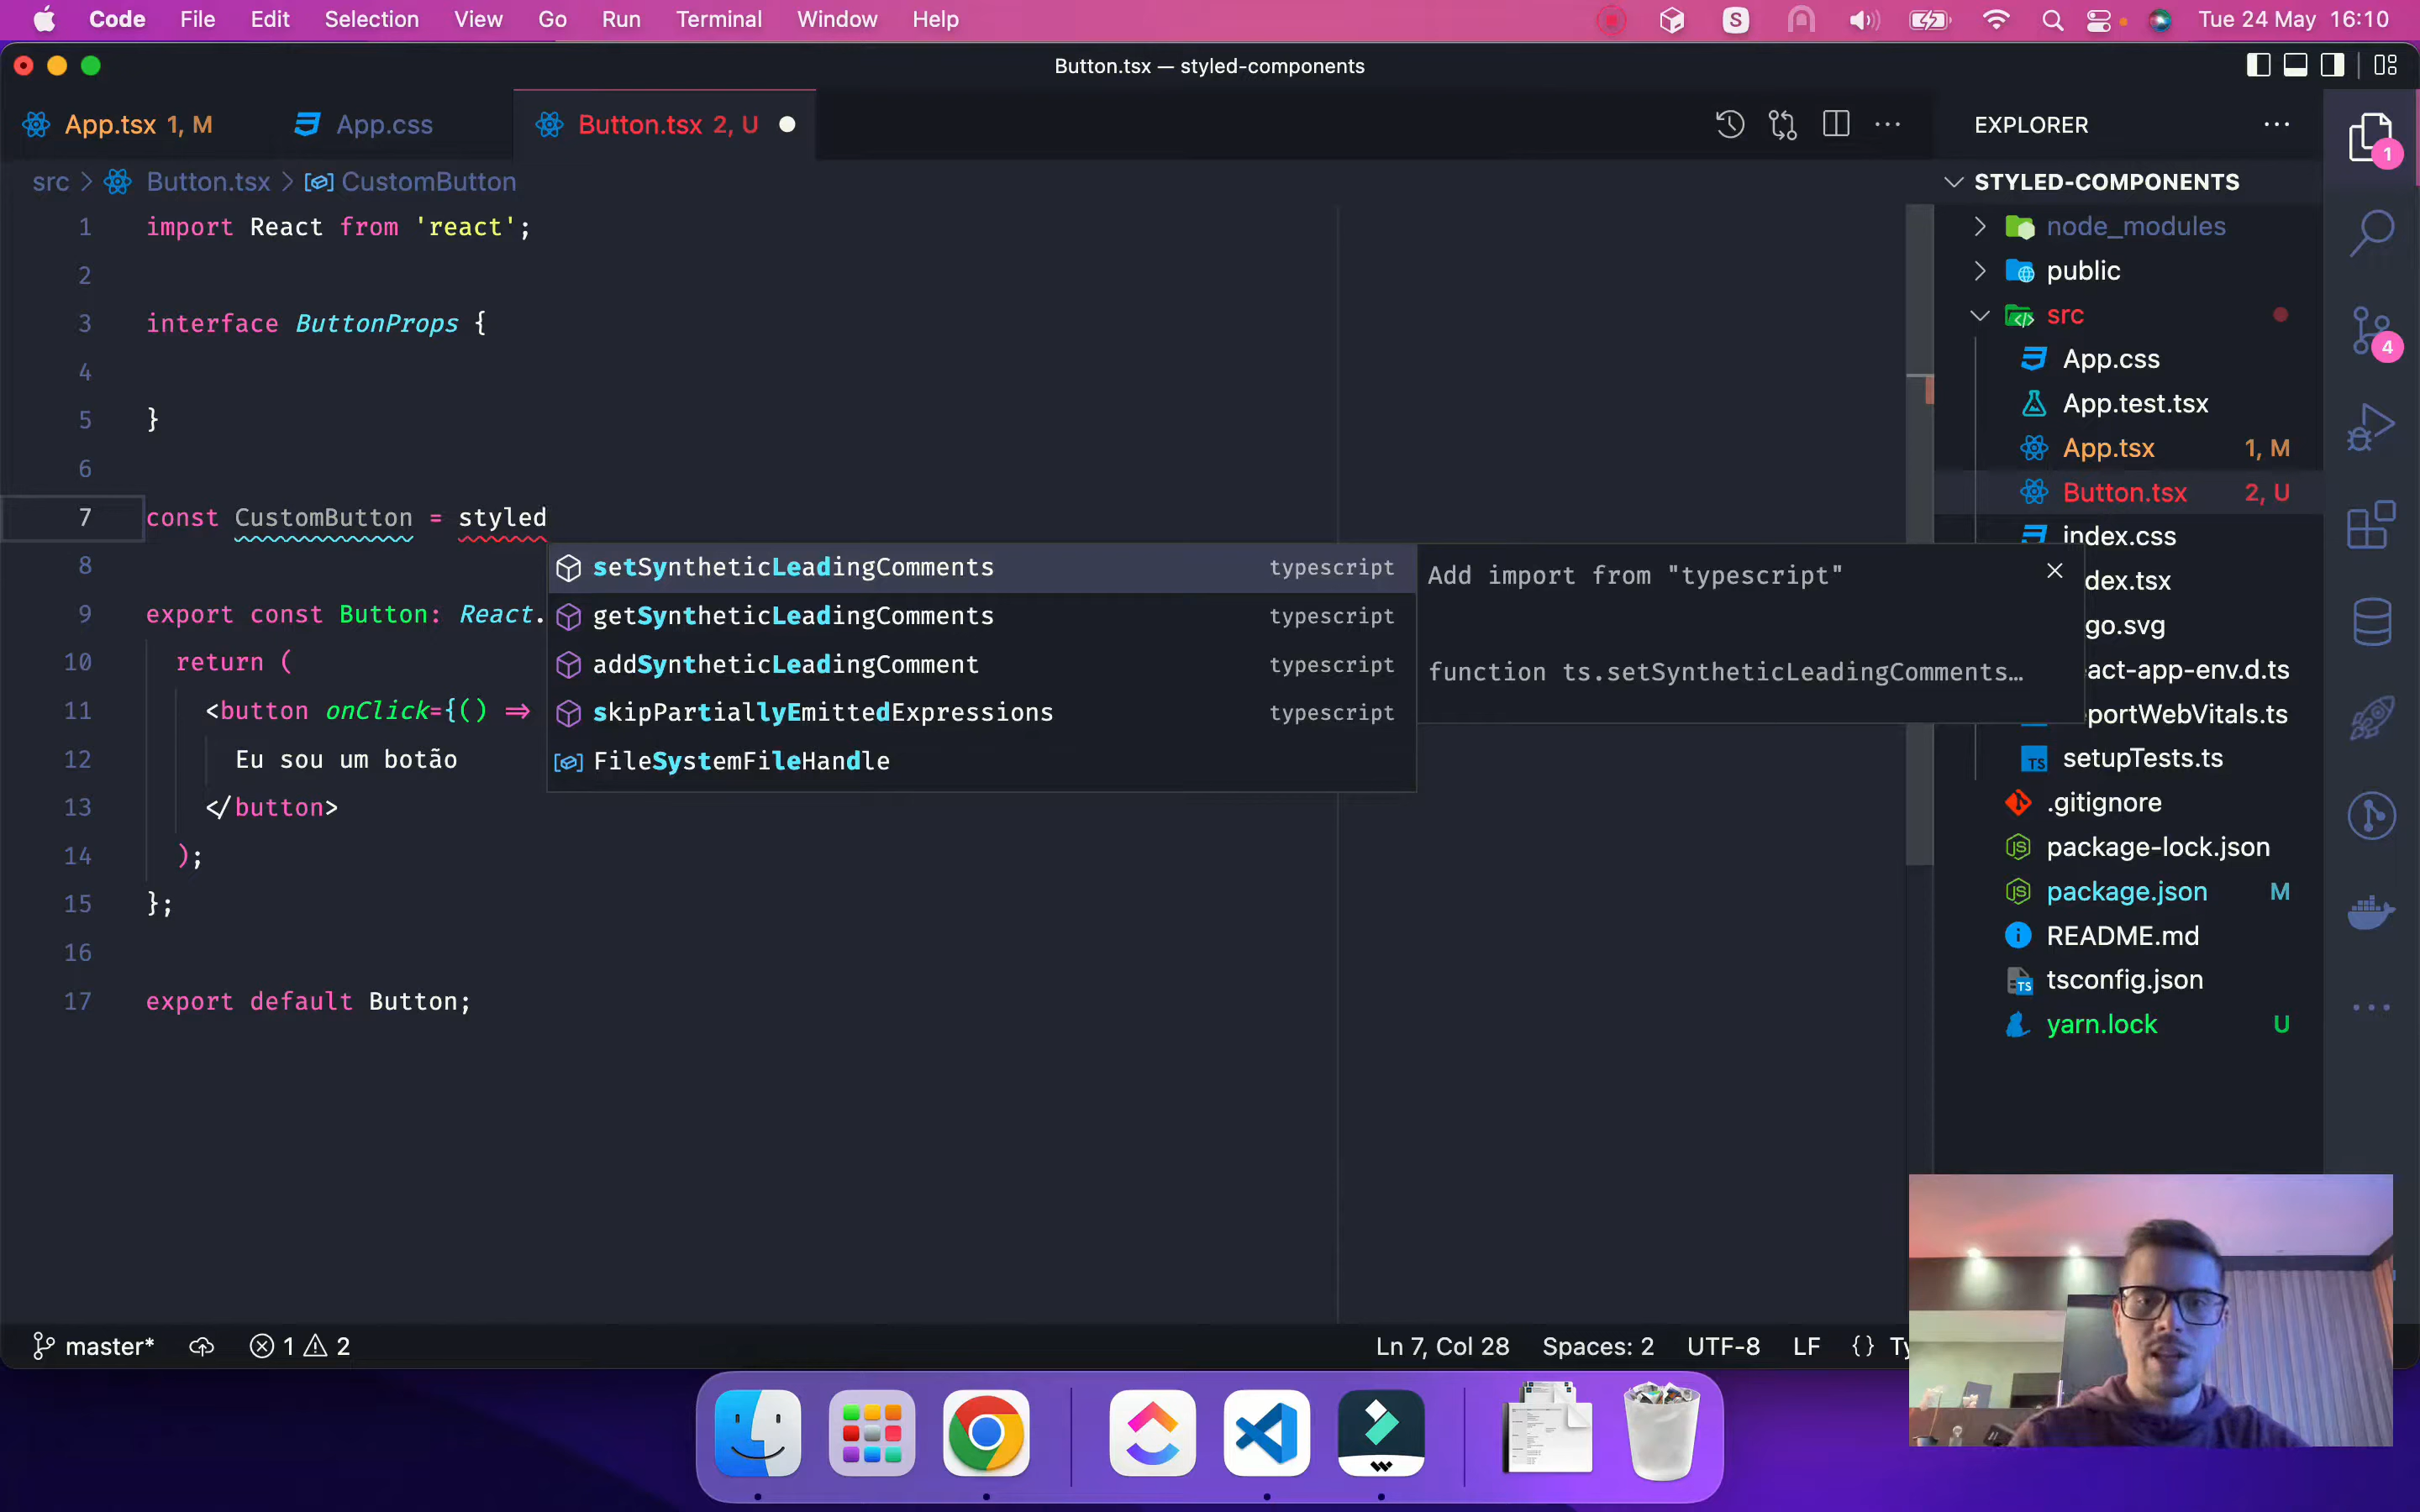 Code File Edit Selection View Go Run Terminal Window Help S Tue 24 May 16:10
Button.tsx — styled-components
App.tsx 1, M App.css Button.tsx 2, U
src > Button.tsx > CustomButton
1 import React from 'react';
2
3 interface ButtonProps {
4
5 }
6
7 const CustomButton = styled
8
9 export const Button: React.
10 return (
11 <button onClick={() =>
12 Eu sou um botão
13 </button>
14 );
15 };
16
17 export default Button;
setSyntheticLeadingComments typescript
getSyntheticLeadingComments typescript
addSyntheticLeadingComment typescript
skipPartiallyEmittedExpressions typescript
FileSystemFileHandle
Add import from "typescript"
function ts.setSyntheticLeadingComments…
EXPLORER
STYLED-COMPONENTS
node_modules
public
src
App.css
App.test.tsx
App.tsx 1, M
Button.tsx 2, U
index.css
dex.tsx
go.svg
act-app-env.d.ts
portWebVitals.ts
TS setupTests.ts
.gitignore
JS package-lock.json
JS package.json M
README.md
TS tsconfig.json
yarn.lock U
1
4
master* 1 2 Ln 7, Col 28 Spaces: 2 UTF-8 LF {} Ty